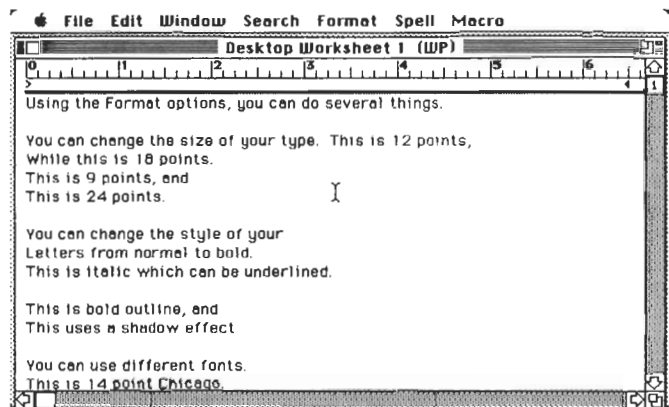 File Edit Window Search Format Spell Macro
Desktop Worksheet 1 (WP)
0 1 2 3 4 5 6
1
Using the Format options, you can do several things.
You can change the size of your type. This is 12 points,
While this is 18 points.
This is 9 points, and
This is 24 points.
You can change the style of your
Letters from normal to bold.
This is italic which can be underlined.
This is bold outline, and
This uses a shadow effect
You can use different fonts.
This is 14 point Chicago.